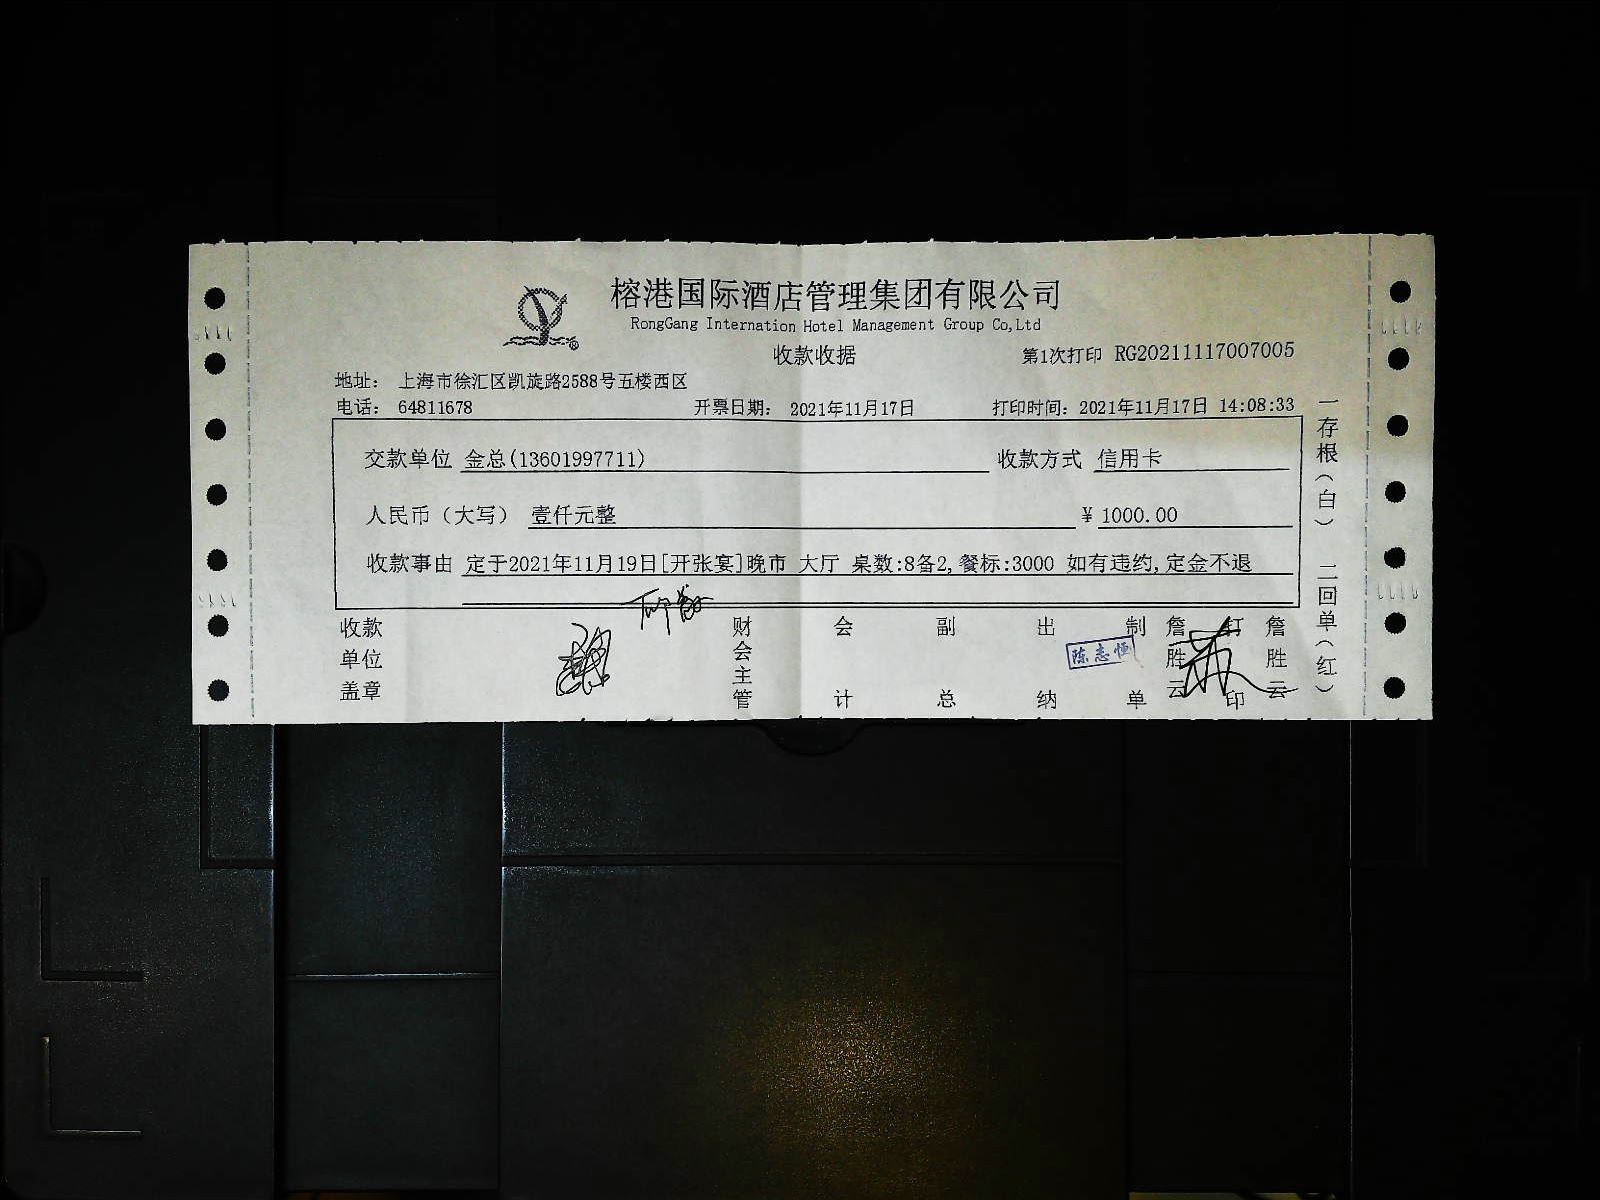 榕港国际酒店管理集团有限公司
RongGang Internation Hotel Management Group Co,Ltd
收款收据 第1次打印 RG20211117007005
地址： 上海市徐汇区凯旋路2588号五楼西区
电话： 64811678 开票日期： 2021年11月17日 打印时间：2021年11月17日 14:08:33
交款单位 金总(13601997711) 收款方式 信用卡
人民币（大写） 壹仟元整 ¥ 1000.00
收款事由 定于2021年11月19日[开张宴]晚市 大厅 桌数:8备2,餐标:3000 如有违约,定金不退
收款单位盖章 财会主管 会计 副总 出纳 制单 詹胜云 打印 詹胜云
陈志恒
一存根（白） 二回单（红）